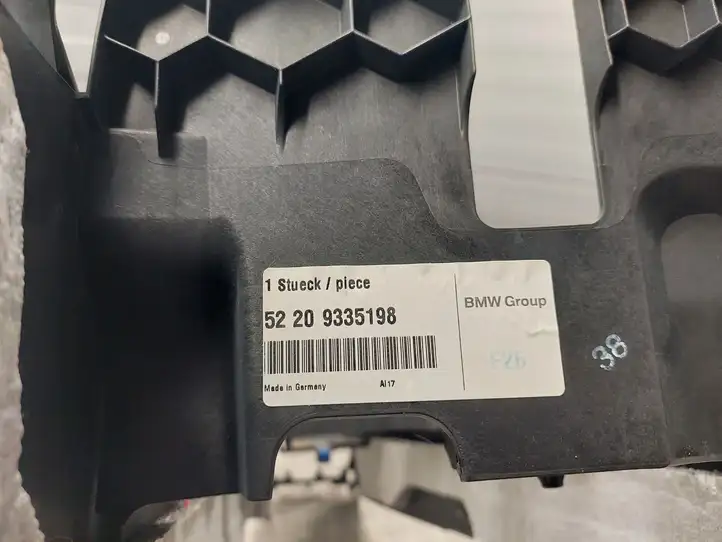 1 Stueck / piece
52 20 9335198
BMW Group
Made in Germany
AI17
38